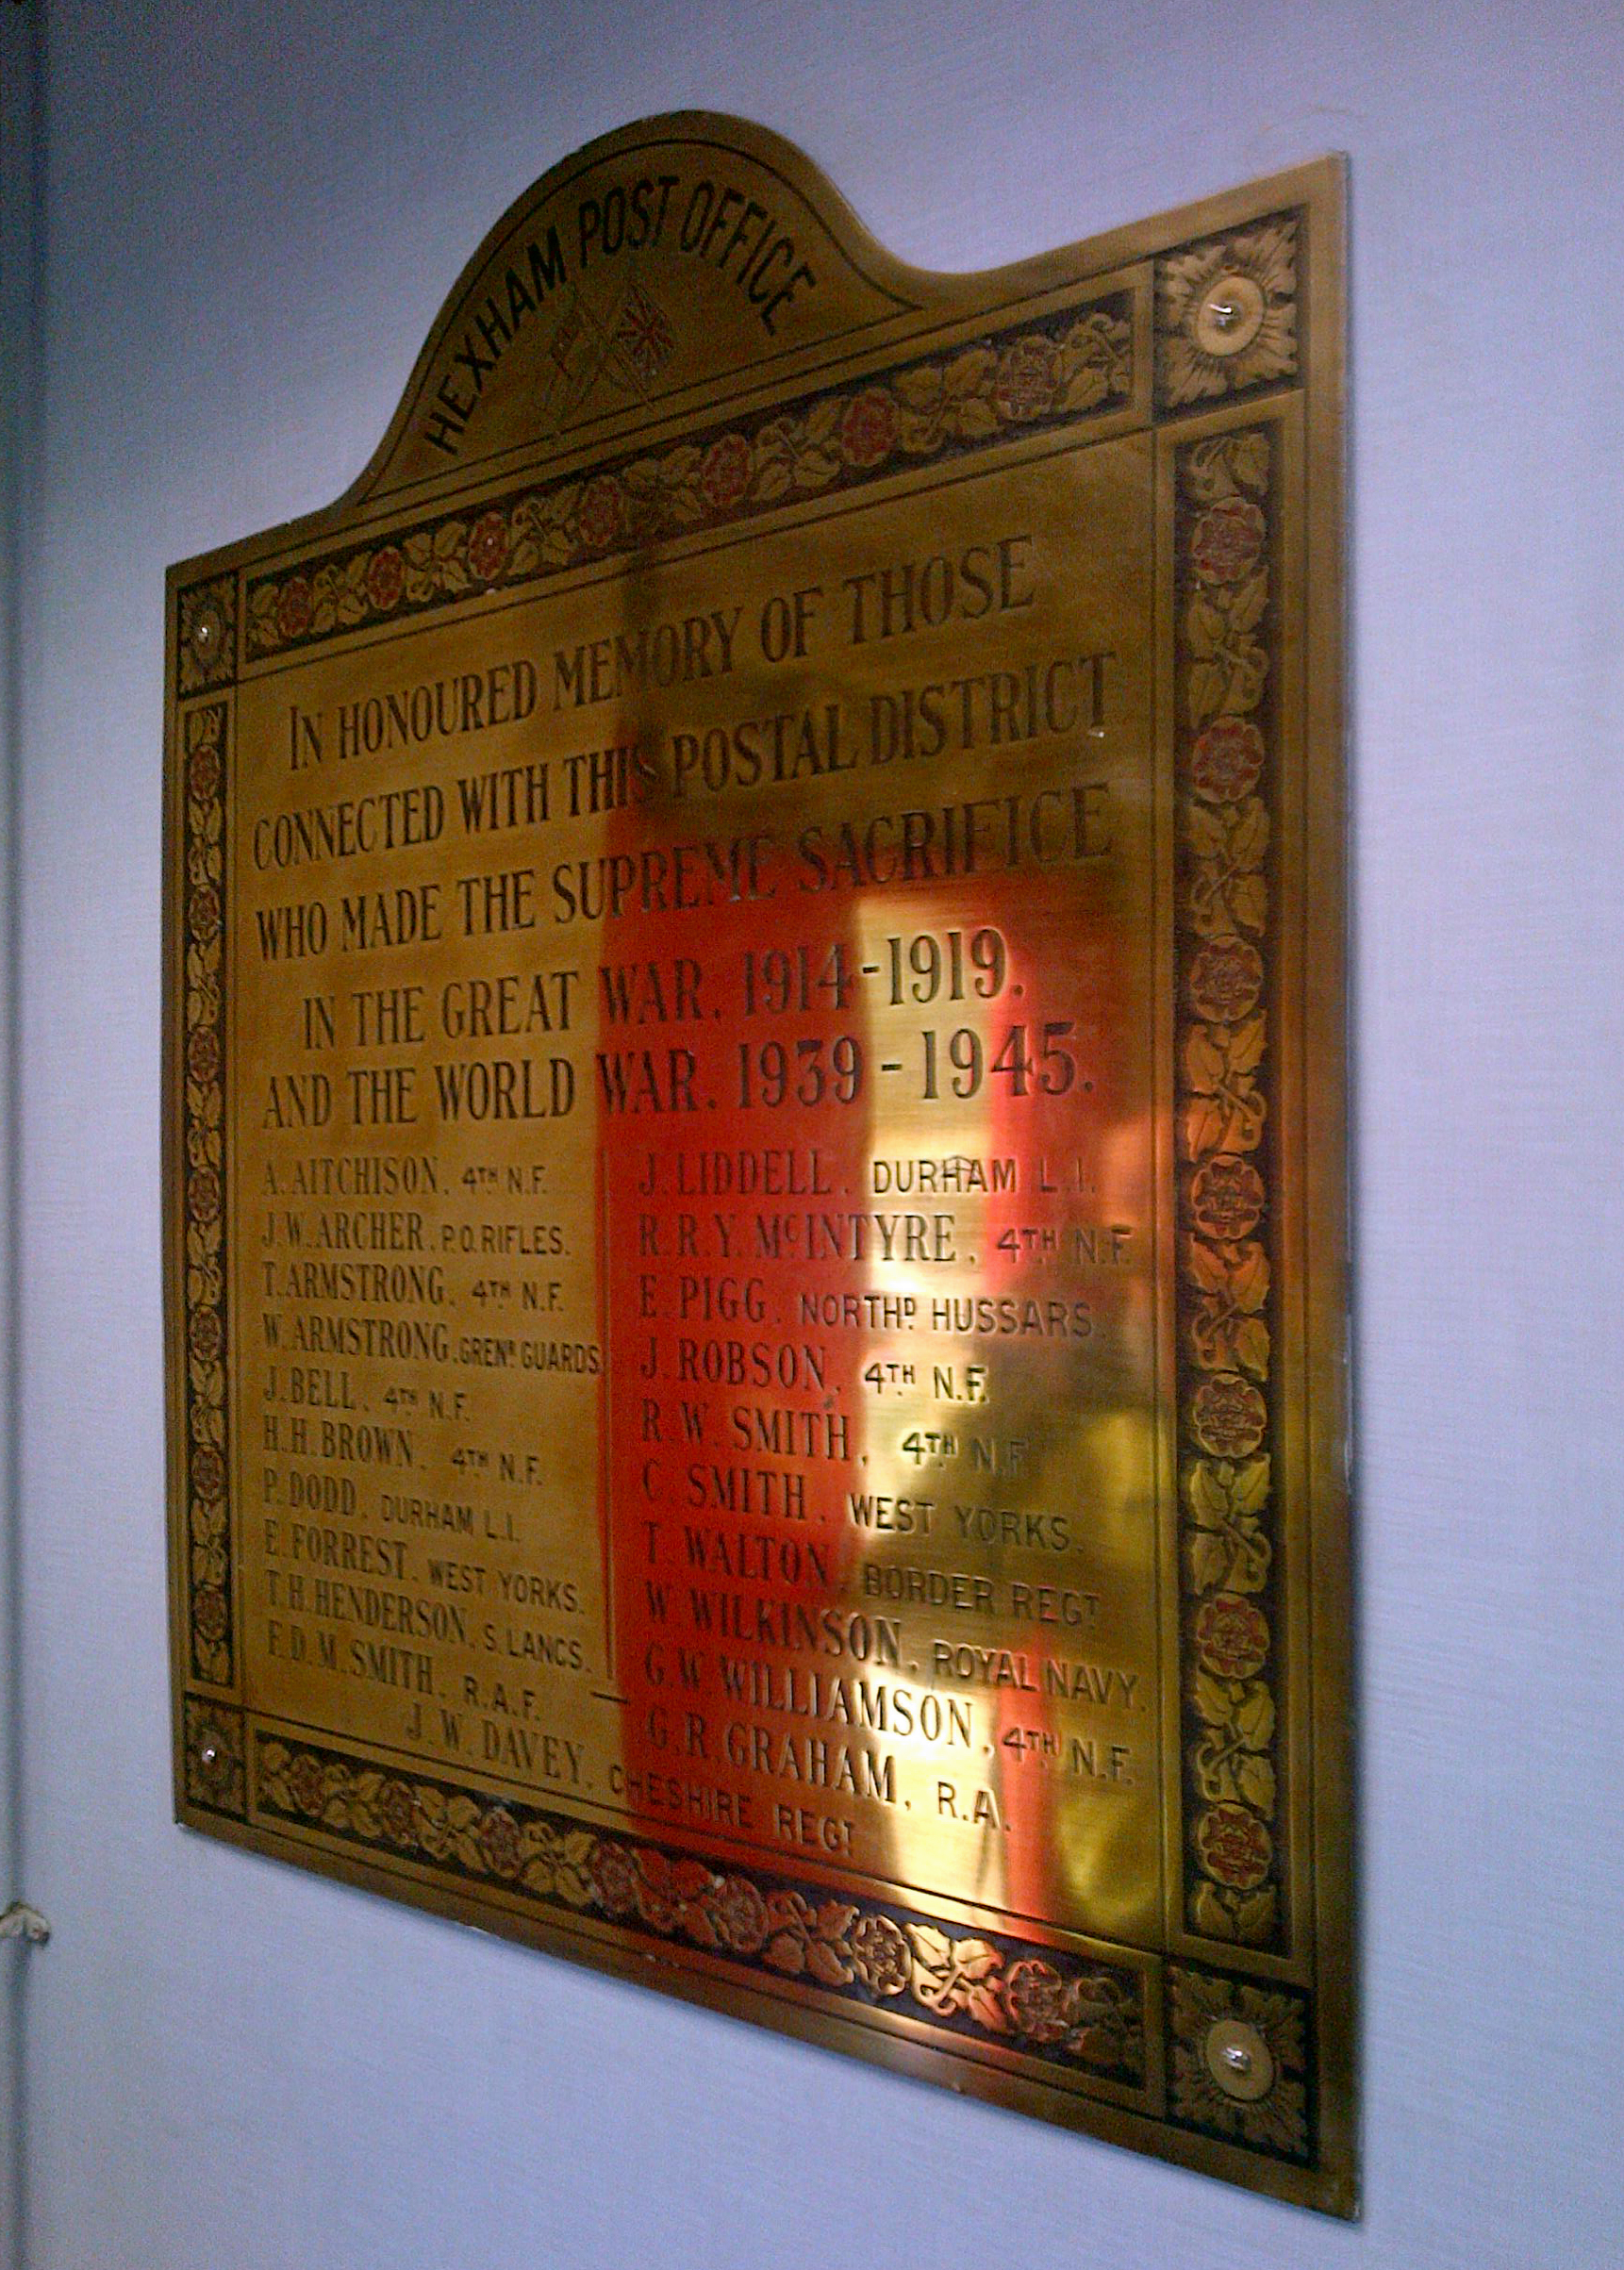 HEXHAM POST OFFICE
IN HONOURED MEMORY OF THOSE
CONNECTED WITH THIS POSTAL DISTRICT
WHO MADE THE SUPREME SACRIFICE
IN THE GREAT WAR. 1914-1919.
AND THE WORLD WAR. 1939-1945.
A. AITCHISON. 4TH N.F.
J.W. ARCHER. P.O. RIFLES.
T. ARMSTRONG. 4TH N.F.
W. ARMSTRONG. GRENR GUARDS
J. BELL. 4TH N.F.
H.H. BROWN. 4TH N.F.
P. DODD. DURHAM L.I.
E. FORREST. WEST YORKS.
T.H. HENDERSON. S. LANCS.
F.D.M. SMITH. R.A.F.
J. LIDDELL. DURHAM L.I.
R.R.Y. McINTYRE. 4TH N.F.
E. PIGG. NORTHD HUSSARS.
J. ROBSON. 4TH N.F.
R.W. SMITH. 4TH N.F.
C. SMITH. WEST YORKS.
T. WALTON. BORDER REGT
W. WILKINSON. ROYAL NAVY.
G.W. WILLIAMSON. 4TH N.F.
G.R. GRAHAM. R.A.
J.W. DAVEY. CHESHIRE REGT